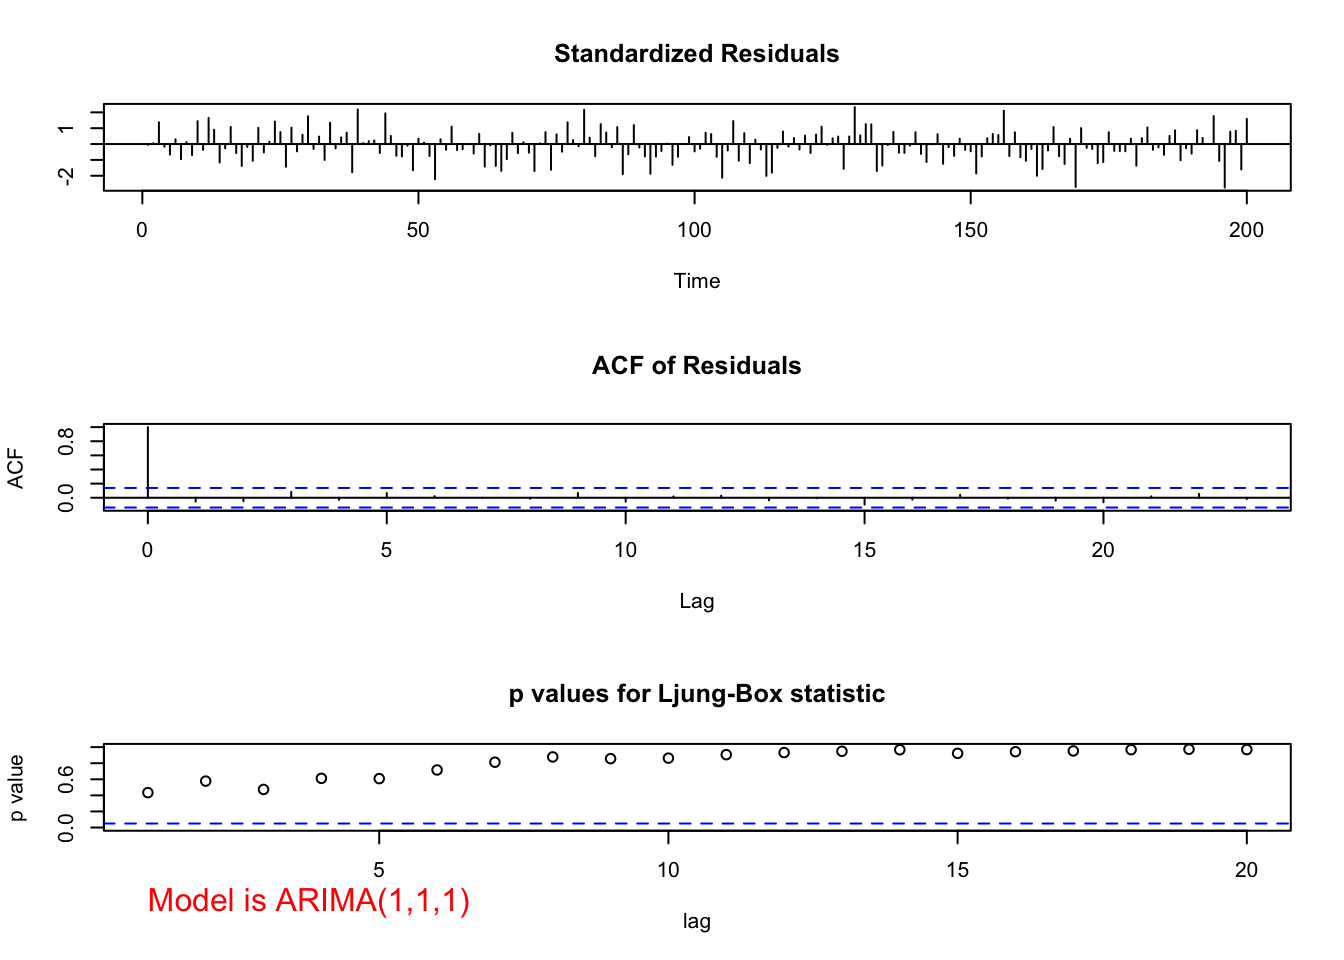 Standardized Residuals
1
-2
0 50 100 150 200
Time
ACF of Residuals
ACF
0.8
0.0
0 5 10 15 20
Lag
p values for Ljung-Box statistic
p value
0.6
0.0
5 10 15 20
Model is ARIMA(1,1,1)
lag